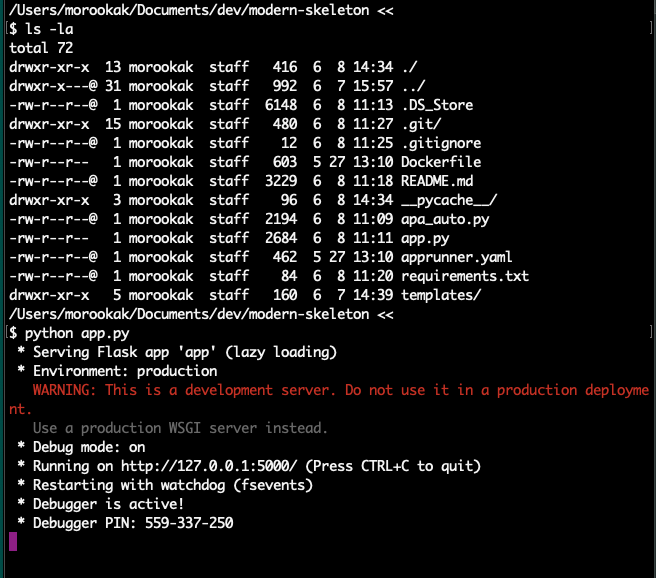 /Users/morookak/Documents/dev/modern-skeleton <<
[$ ls -la ]
total 72
drwxr-xr-x 13 morookak staff 416 6 8 14:34 ./
drwxr-x---@ 31 morookak staff 992 6 7 15:57 ../
-rw-r--r--@ 1 morookak staff 6148 6 8 11:13 .DS_Store
drwxr-xr-x 15 morookak staff 480 6 8 11:27 .git/
-rw-r--r--@ 1 morookak staff 12 6 8 11:25 .gitignore
-rw-r--r-- 1 morookak staff 603 5 27 13:10 Dockerfile
-rw-r--r--@ 1 morookak staff 3229 6 8 11:18 README.md
drwxr-xr-x 3 morookak staff 96 6 8 14:34 __pycache__/
-rw-r--r--@ 1 morookak staff 2194 6 8 11:09 apa_auto.py
-rw-r--r-- 1 morookak staff 2684 6 8 11:11 app.py
-rw-r--r--@ 1 morookak staff 462 5 27 13:10 apprunner.yaml
-rw-r--r--@ 1 morookak staff 84 6 8 11:20 requirements.txt
drwxr-xr-x 5 morookak staff 160 6 7 14:39 templates/
/Users/morookak/Documents/dev/modern-skeleton <<
[$ python app.py ]
* Serving Flask app 'app' (lazy loading)
* Environment: production
WARNING: This is a development server. Do not use it in a production deployme
nt.
Use a production WSGI server instead.
* Debug mode: on
* Running on http://127.0.0.1:5000/ (Press CTRL+C to quit)
* Restarting with watchdog (fsevents)
* Debugger is active!
* Debugger PIN: 559-337-250